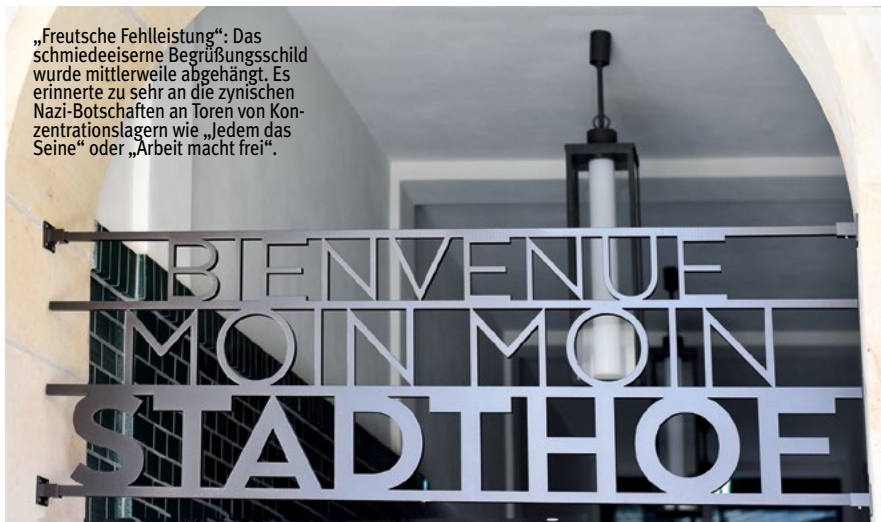 „Freutsche Fehlleistung“: Das
schmiedeeiserne Begrüßungsschild
wurde mittlerweile abgehängt. Es
erinnerte zu sehr an die zynischen
Nazi-Botschaften an Toren von Kon-
zentrationslagern wie „Jedem das
Seine“ oder „Arbeit macht frei“.
BIENVENUE
MOIN MOIN
STADTHOF